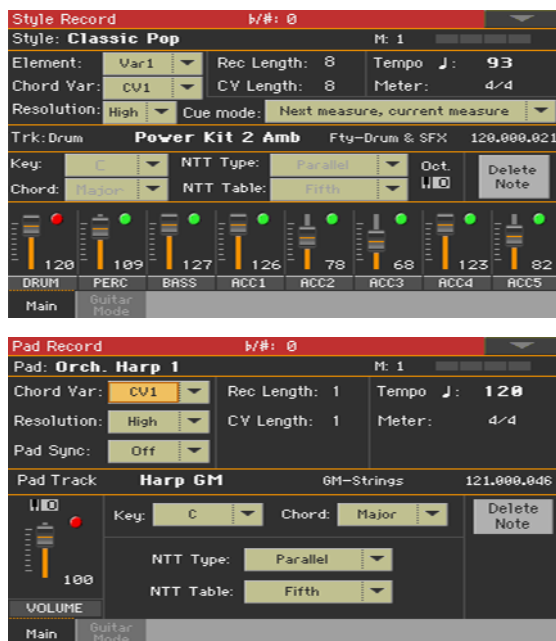 Style Record b/#: 0
Style: Classic Pop M: 1
Element: Var1 Rec Length: 8 Tempo ♩: 93
Chord Var: CV1 CV Length: 8 Meter: 4/4
Resolution: High Cue mode: Next measure, current measure
Trk: Drum Power Kit 2 Amb Fty-Drum & SFX 120.000.021
Key: C NTT Type: Parallel Oct. Delete
Chord: Major NTT Table: Fifth 0 Note
120 109 127 126 78 68 123 82
DRUM PERC BASS ACC1 ACC2 ACC3 ACC4 ACC5
Main Guitar
Mode
Pad Record b/#: 0
Pad: Orch. Harp 1 M: 1
Chord Var: CV1 Rec Length: 1 Tempo ♩: 120
Resolution: High CV Length: 1 Meter: 4/4
Pad Sync: Off
Pad Track Harp GM GM-Strings 121.000.046
0 Key: C Chord: Major Delete
Note
NTT Type: Parallel
100 NTT Table: Fifth
VOLUME
Main Guitar
Mode